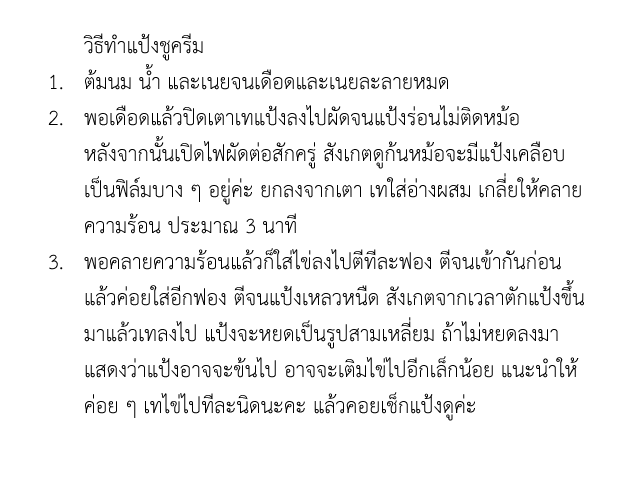 วิธีทำแป้งชูครีม
1. ต้มนม น้ำ และเนยจนเดือดและเนยละลายหมด
2. พอเดือดแล้วปิดเตาเทแป้งลงไปผัดจนแป้งร่อนไม่ติดหม้อ
หลังจากนั้นเปิดไฟผัดต่อสักครู่ สังเกตดูก้นหม้อจะมีแป้งเคลือบ
เป็นฟิล์มบาง ๆ อยู่ค่ะ ยกลงจากเตา เทใส่อ่างผสม เกลี่ยให้คลาย
ความร้อน ประมาณ 3 นาที
3. พอคลายความร้อนแล้วก็ใส่ไข่ลงไปตีทีละฟอง ตีจนเข้ากันก่อน
แล้วค่อยใส่อีกฟอง ตีจนแป้งเหลวหนืด สังเกตจากเวลาตักแป้งขึ้น
มาแล้วเทลงไป แป้งจะหยดเป็นรูปสามเหลี่ยม ถ้าไม่หยดลงมา
แสดงว่าแป้งอาจจะข้นไป อาจจะเติมไข่ไปอีกเล็กน้อย แนะนำให้
ค่อย ๆ เทไข่ไปทีละนิดนะคะ แล้วคอยเช็กแป้งดูค่ะ